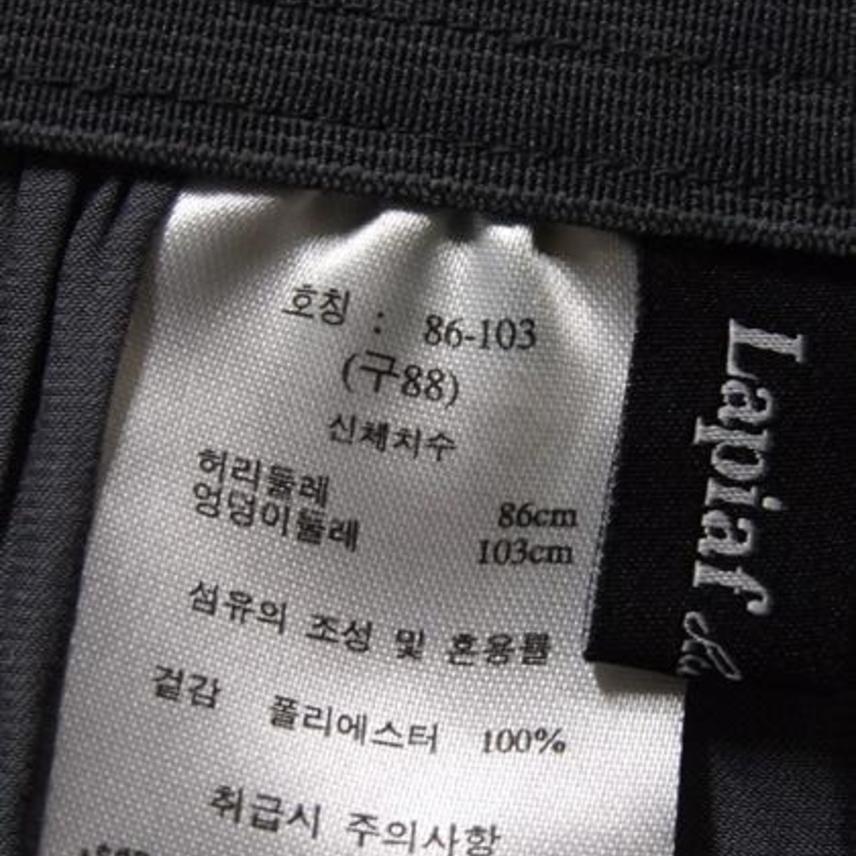 호칭 : 86-103
(구88)
신체치수
허리둘레 86cm
엉덩이둘레 103cm
섬유의 조성 및 혼용률
겉감 폴리에스터 100%
취급시 주의사항
Lapiaf